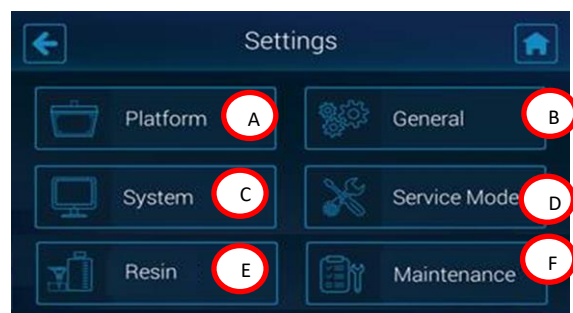 Settings
Platform A General B
System C Service Mode D
Resin E Maintenance F